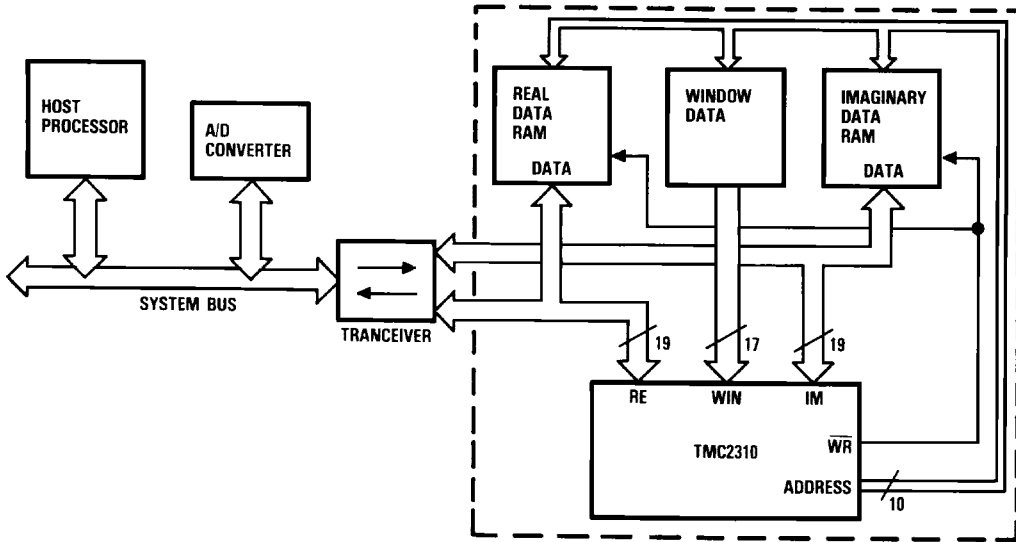 HOST
PROCESSOR
A/D
CONVERTER
SYSTEM BUS
TRANCEIVER
REAL
DATA
RAM
DATA
WINDOW
DATA
IMAGINARY
DATA
RAM
DATA
19
17
19
RE
WIN
IM
TMC2310
W̅R̅
ADDRESS
10